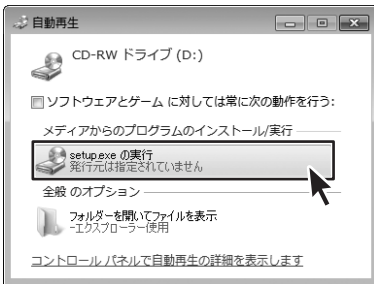 自動再生
CD-RW ドライブ (D:)
ソフトウェアとゲーム に対しては常に次の動作を行う:
メディアからのプログラムのインストール/実行
setup.exe の実行
発行元は指定されていません
全般 のオプション
フォルダーを開いてファイルを表示
-エクスプローラー使用
コントロール パネルで自動再生の詳細を表示します